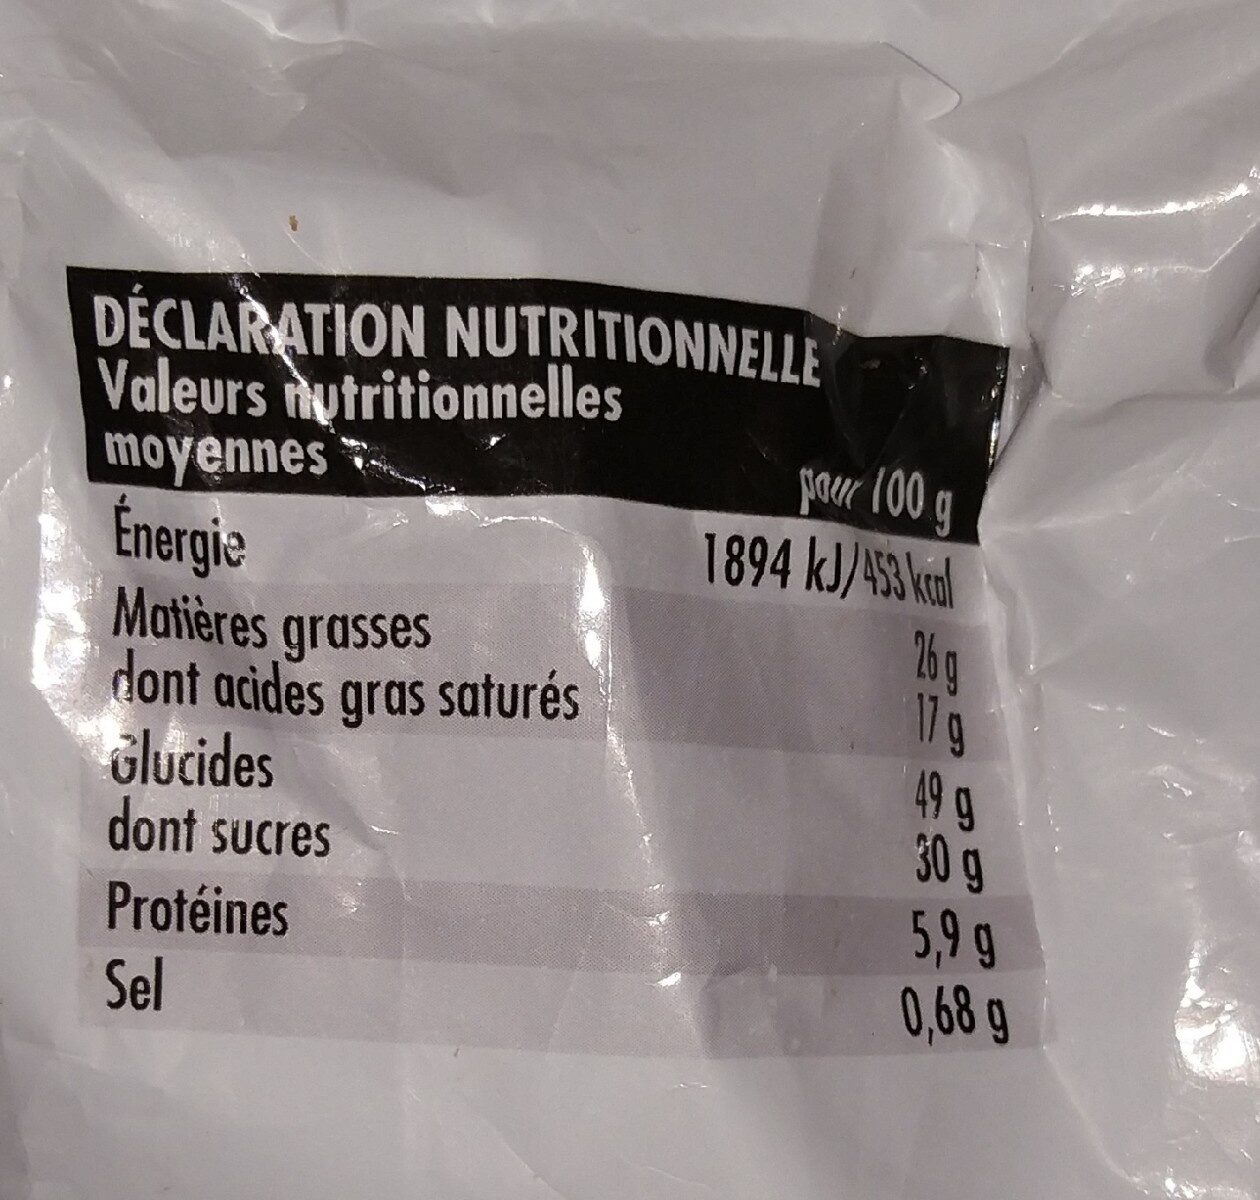 DÉCLARATION NUTRITIONNELLE
Valeurs nutritionnelles
moyennes pour 100 g
Énergie 1894 kJ/453 kcal
Matières grasses 26 g
dont acides gras saturés 17 g
Glucides 49 g
dont sucres 30 g
Protéines 5,9 g
Sel 0,68 g